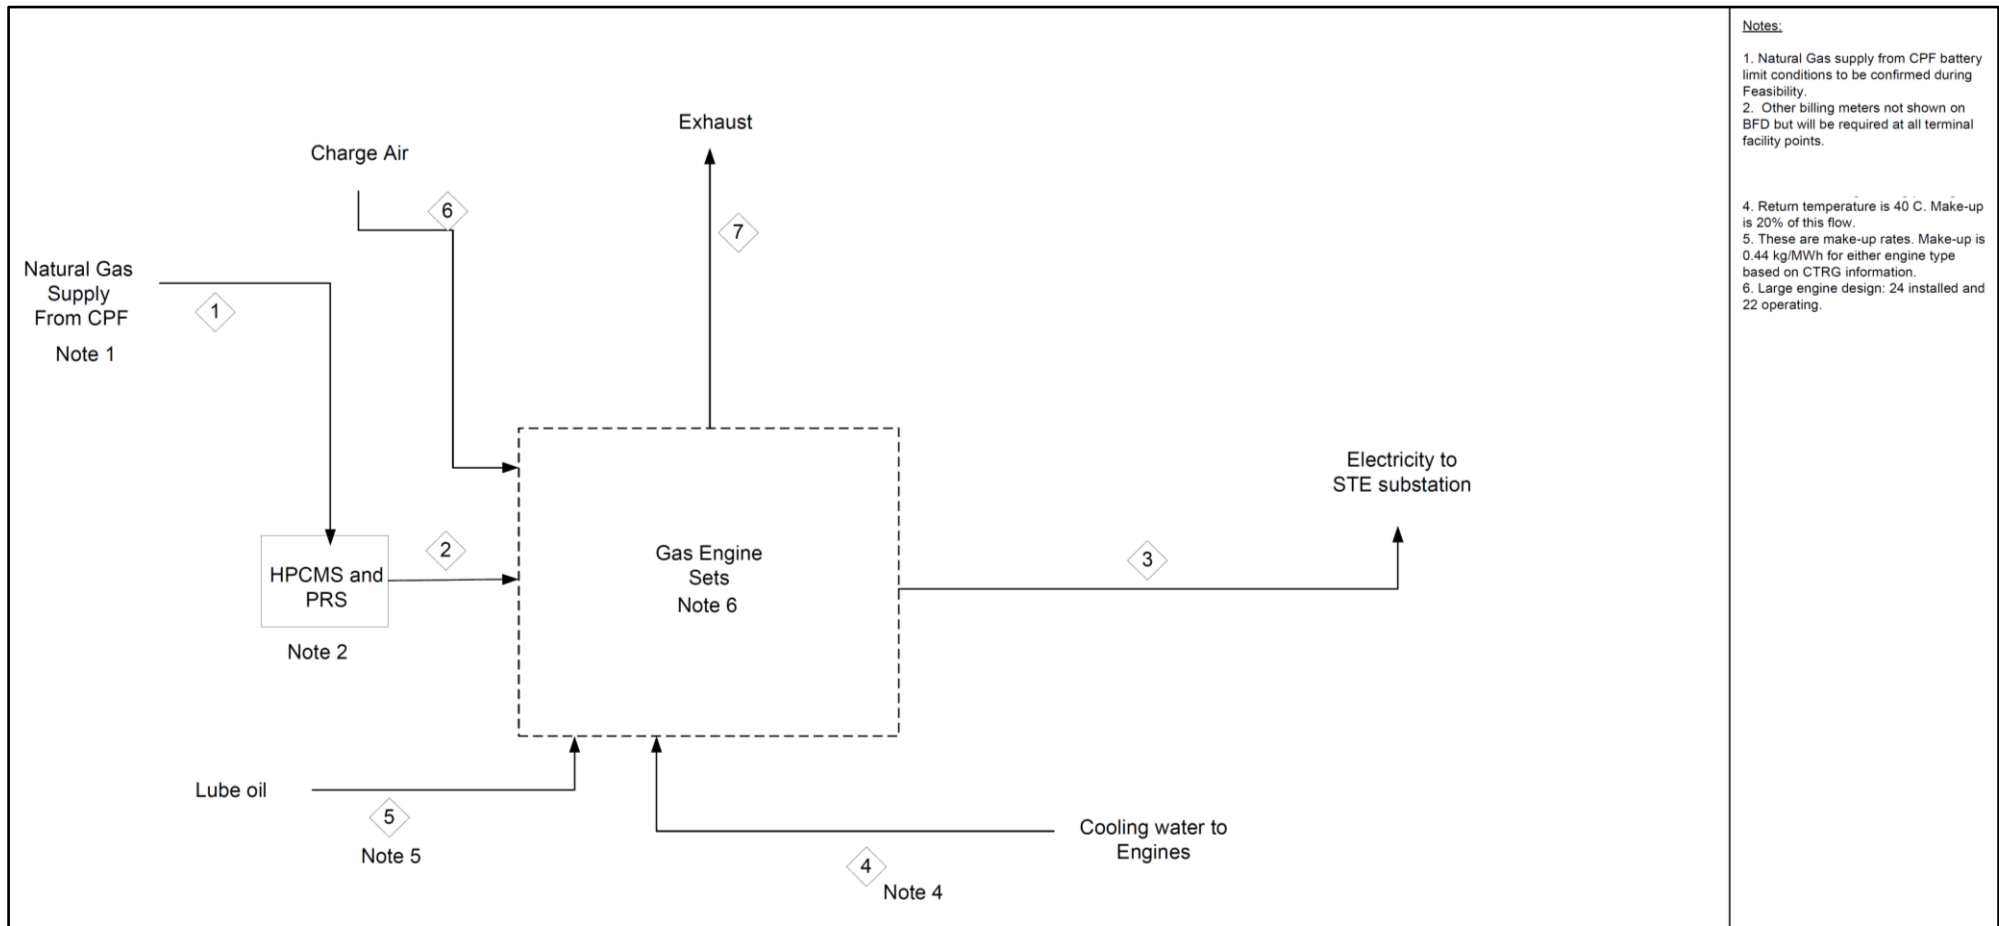 Exhaust
Charge Air
6
7
Natural Gas
Supply
From CPF
Note 1
1
HPCMS and
PRS
Note 2
2
Gas Engine
Sets
Note 6
3
Electricity to
STE substation
Lube oil
5
Note 5
Cooling water to
Engines
4
Note 4
Notes:
1. Natural Gas supply from CPF battery
limit conditions to be confirmed during
Feasibility.
2. Other billing meters not shown on
BFD but will be required at all terminal
facility points.
4. Return temperature is 40 C. Make-up
is 20% of this flow.
5. These are make-up rates. Make-up is
0.44 kg/MWh for either engine type
based on CTRG information.
6. Large engine design: 24 installed and
22 operating.